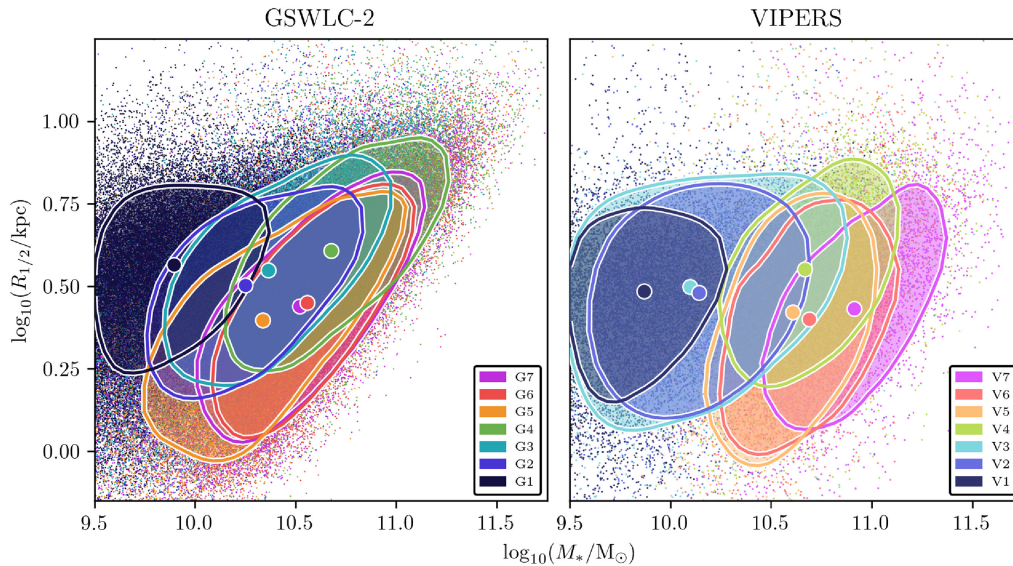 GSWLC-2
VIPERS
log₁₀(R₁/₂/kpc)
1.00
0.75
0.50
0.25
0.00
G7
G6
G5
G4
G3
G2
G1
V7
V6
V5
V4
V3
V2
V1
9.5 10.0 10.5 11.0 11.5
9.5 10.0 10.5 11.0 11.5
log₁₀(M*/M⊙)